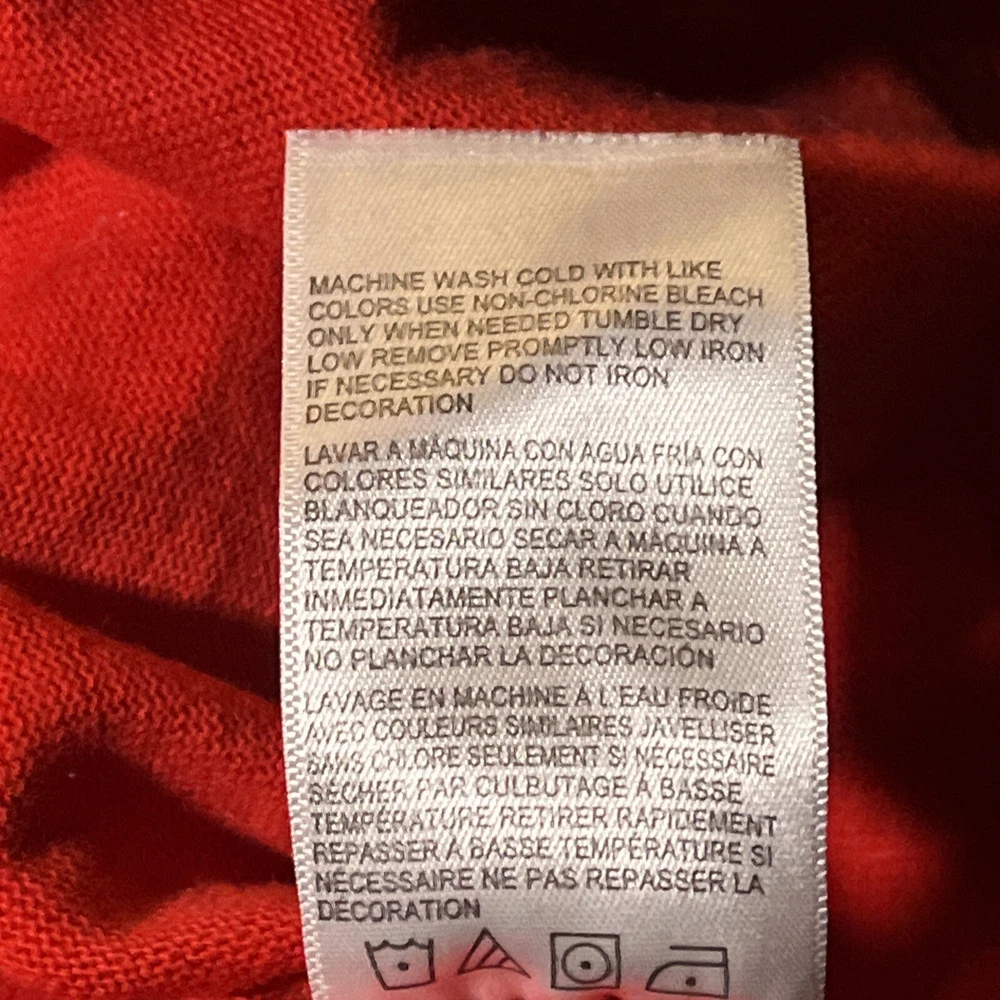 MACHINE WASH COLD WITH LIKE
COLORS USE NON-CHLORINE BLEACH
ONLY WHEN NEEDED TUMBLE DRY
LOW REMOVE PROMPTLY LOW IRON
IF NECESSARY DO NOT IRON
DECORATION
LAVAR A MÁQUINA CON AGUA FRÍA CON
COLORES SIMILARES SOLO UTILICE
BLANQUEADOR SIN CLORO CUANDO
SEA NECESARIO SECAR A MÁQUINA A
TEMPERATURA BAJA RETIRAR
INMEDIATAMENTE PLANCHAR A
TEMPERATURA BAJA SI NECESARIO
NO PLANCHAR LA DECORACIÓN
LAVAGE EN MACHINE À L'EAU FROIDE
AVEC COULEURS SIMILAIRES JAVELLISER
SANS CHLORE SEULEMENT SI NÉCESSAIRE
SÉCHER PAR CULBUTAGE À BASSE
TEMPÉRATURE RETIRER RAPIDEMENT
REPASSER À BASSE TEMPÉRATURE SI
NÉCESSAIRE NE PAS REPASSER LA
DÉCORATION